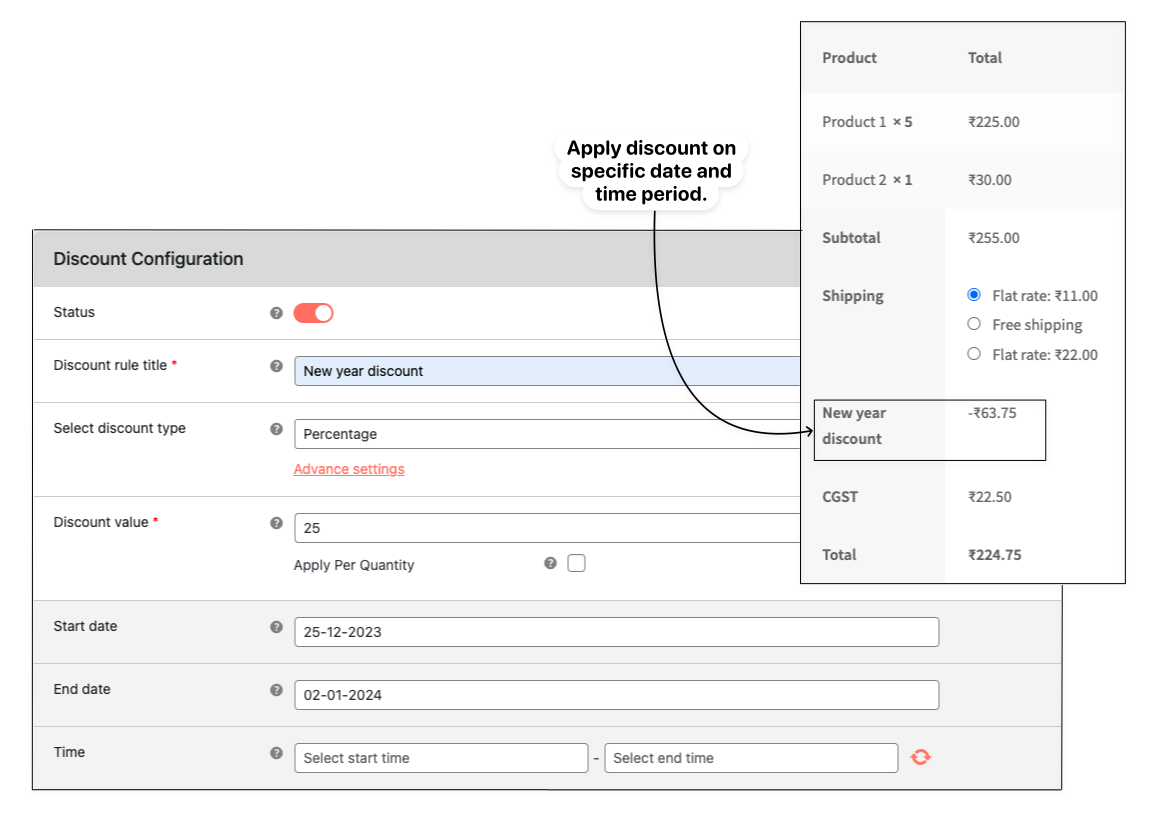 Product Total
Product 1 × 5 ₹225.00
Product 2 × 1 ₹30.00
Subtotal ₹255.00
Shipping Flat rate: ₹11.00
Free shipping
Flat rate: ₹22.00
New year -₹63.75
discount
CGST ₹22.50
Total ₹224.75
Apply discount on
specific date and
time period.
Discount Configuration
Status ?
Discount rule title * ? New year discount
Select discount type ? Percentage
Advance settings
Discount value * ? 25
Apply Per Quantity ?
Start date ? 25-12-2023
End date ? 02-01-2024
Time ? Select start time - Select end time